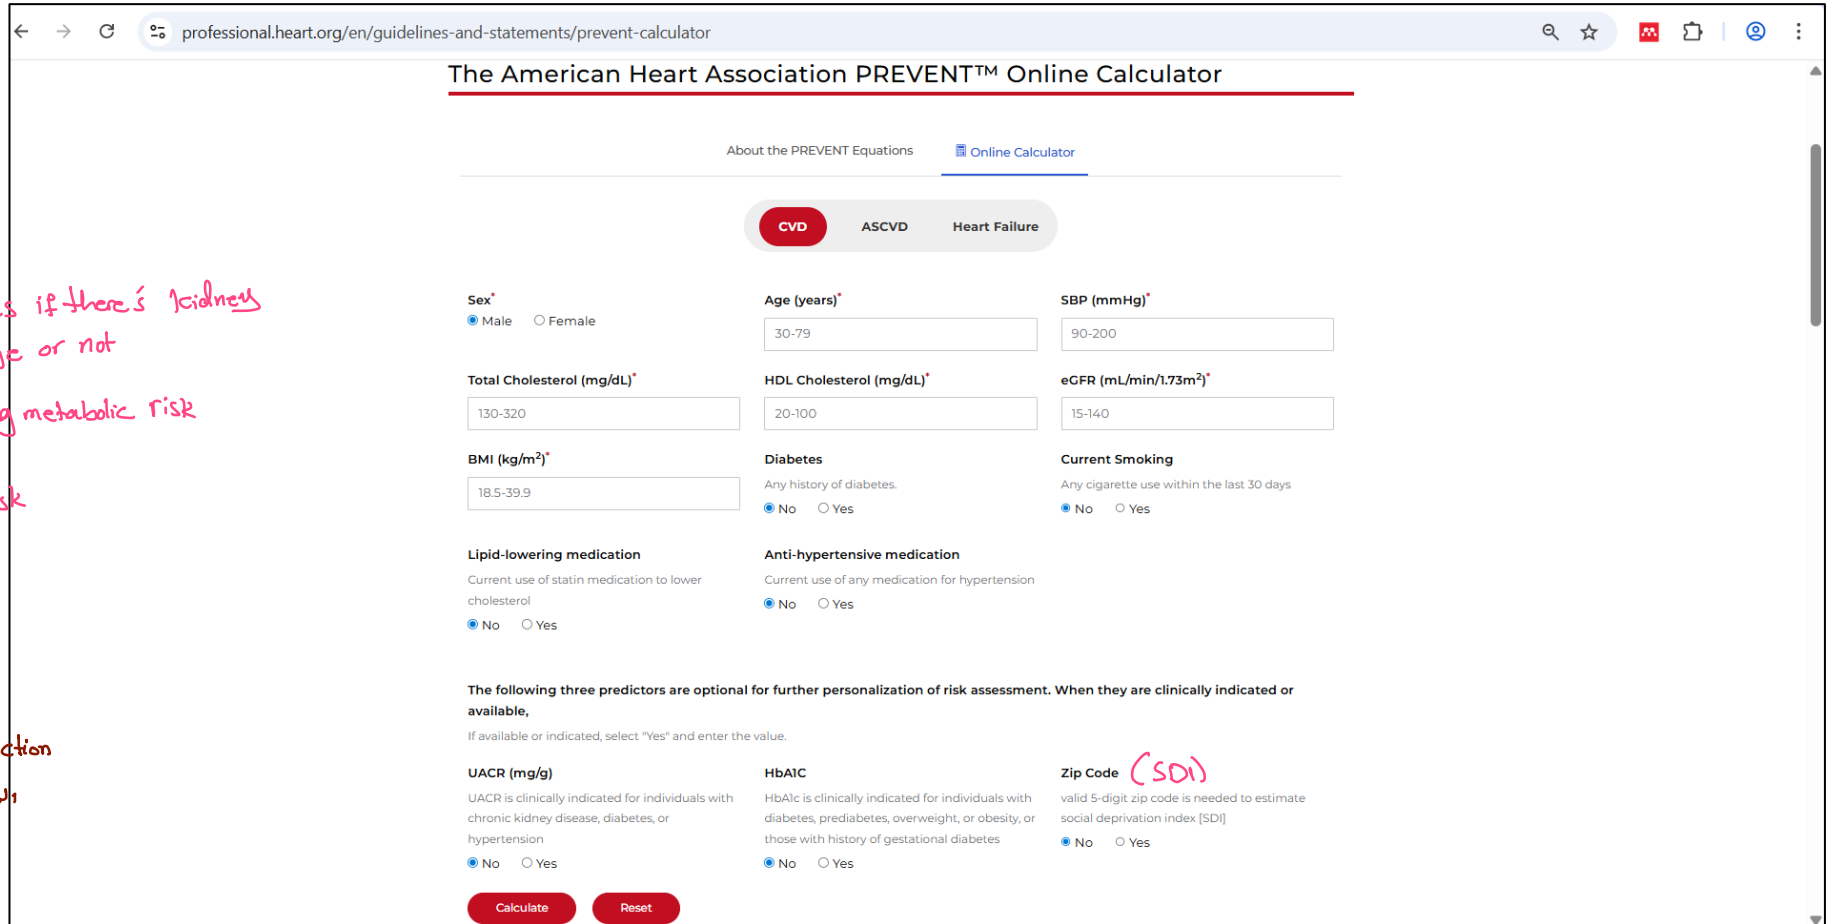 professional.heart.org/en/guidelines-and-statements/prevent-calculator
The American Heart Association PREVENT™ Online Calculator
About the PREVENT Equations Online Calculator
CVD ASCVD Heart Failure
if there's kidney
or not
metabolic risk
Sex* Age (years)* SBP (mmHg)*
Male Female 30-79 90-200
Total Cholesterol (mg/dL)* HDL Cholesterol (mg/dL)* eGFR (mL/min/1.73m²)*
130-320 20-100 15-140
BMI (kg/m²)* Diabetes Current Smoking
18.5-39.9 Any history of diabetes. Any cigarette use within the last 30 days
No Yes No Yes
Lipid-lowering medication Anti-hypertensive medication
Current use of statin medication to lower Current use of any medication for hypertension
cholesterol No Yes
No Yes
The following three predictors are optional for further personalization of risk assessment. When they are clinically indicated or
available,
If available or indicated, select "Yes" and enter the value.
UACR (mg/g) HbA1C Zip Code (SDI)
UACR is clinically indicated for individuals with HbA1c is clinically indicated for individuals with valid 5-digit zip code is needed to estimate
chronic kidney disease, diabetes, or diabetes, prediabetes, overweight, or obesity, or social deprivation index [SDI]
hypertension those with history of gestational diabetes No Yes
No Yes No Yes
Calculate Reset